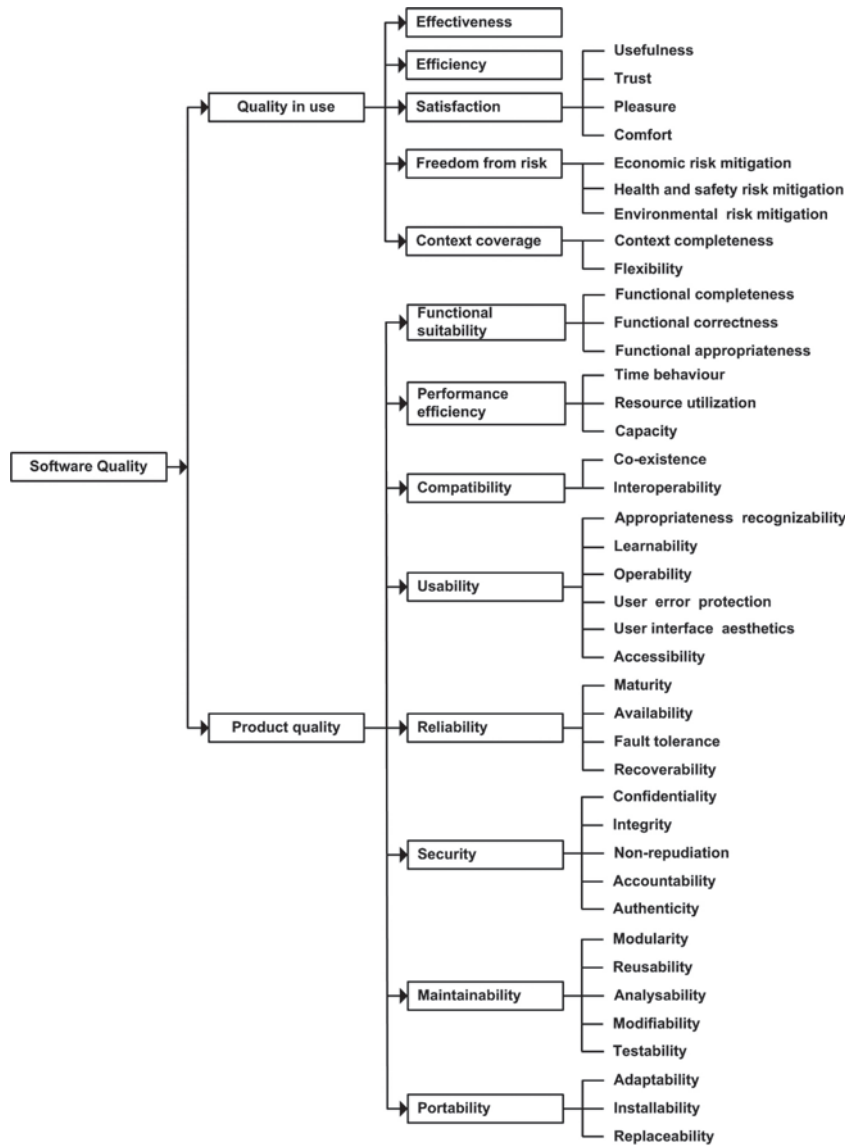 Effectiveness
Efficiency
Usefulness
Trust
Quality in use
Satisfaction
Pleasure
Comfort
Freedom from risk
Economic risk mitigation
Health and safety risk mitigation
Environmental risk mitigation
Context coverage
Context completeness
Flexibility
Functional
suitability
Functional completeness
Functional correctness
Functional appropriateness
Performance
efficiency
Time behaviour
Resource utilization
Capacity
Software Quality
Compatibility
Co-existence
Interoperability
Usability
Appropriateness recognizability
Learnability
Operability
User error protection
User interface aesthetics
Accessibility
Product quality
Reliability
Maturity
Availability
Fault tolerance
Recoverability
Security
Confidentiality
Integrity
Non-repudiation
Accountability
Authenticity
Maintainability
Modularity
Reusability
Analysability
Modifiability
Testability
Portability
Adaptability
Installability
Replaceability